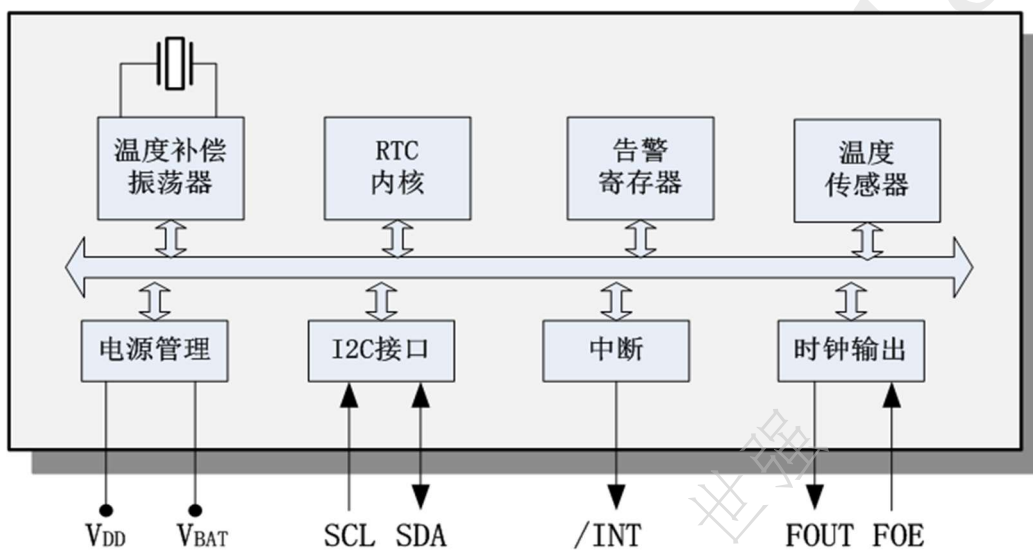 温度补偿
振荡器
RTC
内核
告警
寄存器
温度
传感器
电源管理
I2C接口
中断
时钟输出
VDD
VBAT
SCL
SDA
/INT
FOUT
FOE
世强